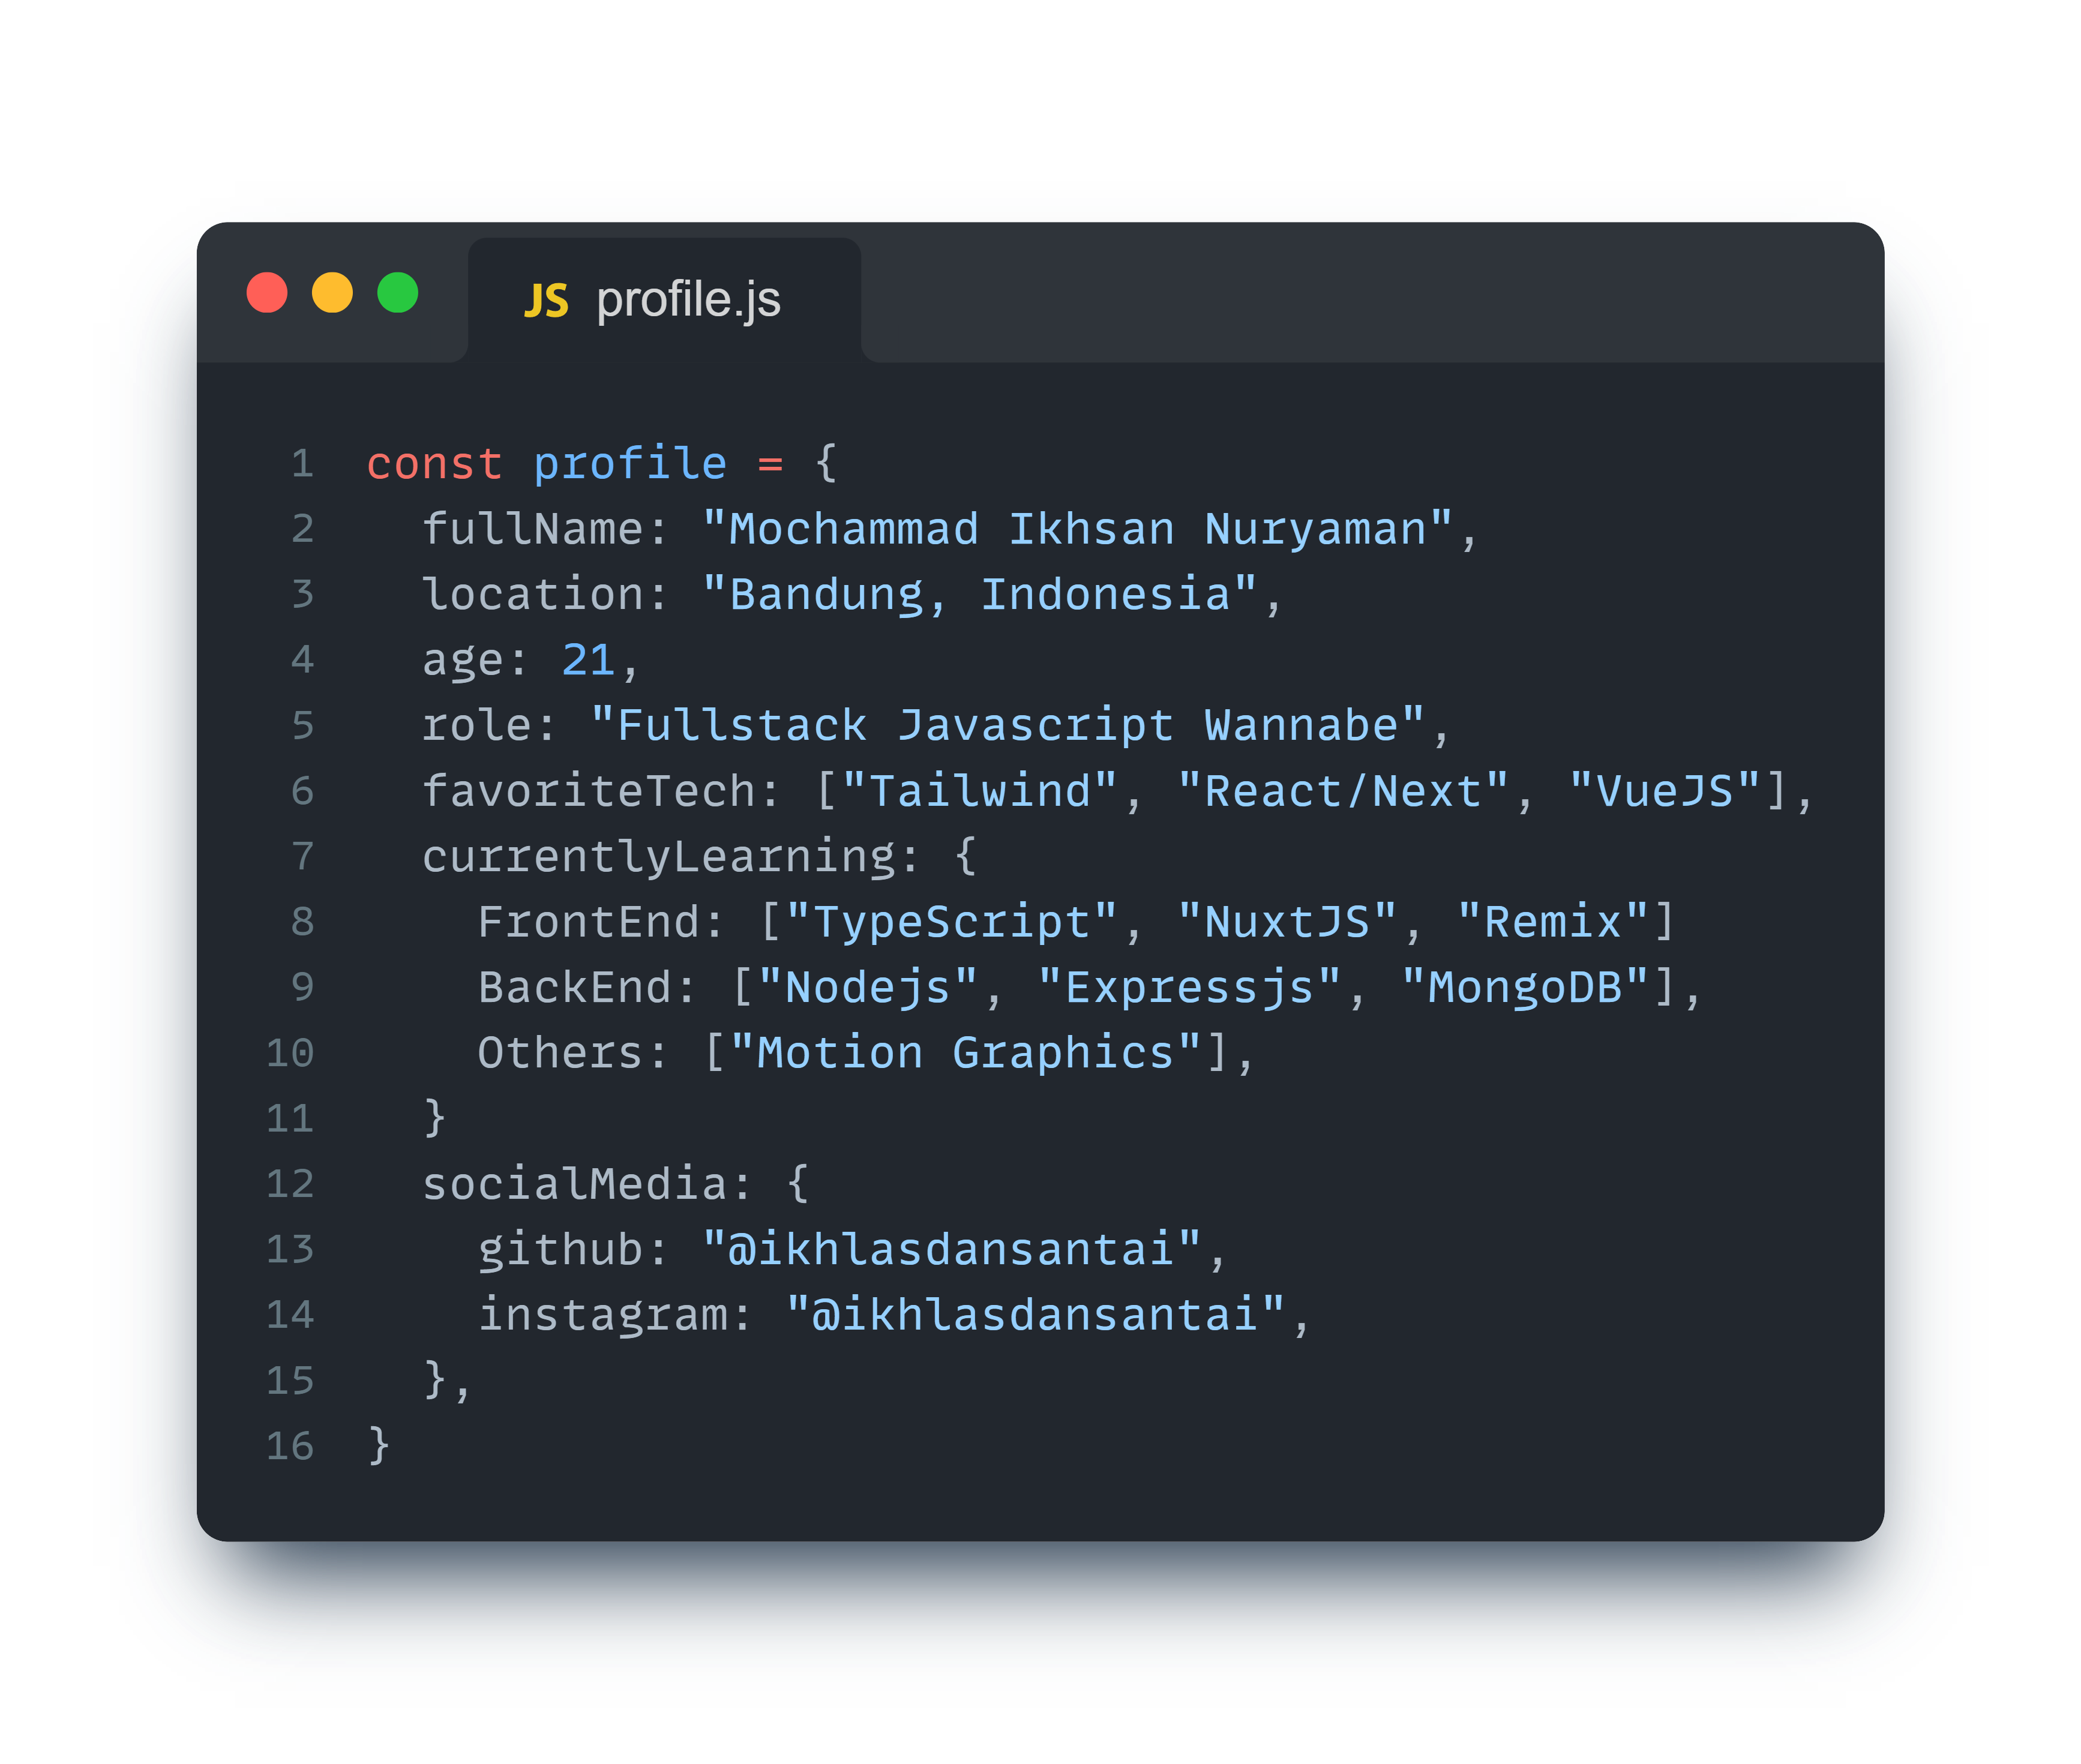 JS profile.js
1 const profile = {
2   fullName: "Mochammad Ikhsan Nuryaman",
3   location: "Bandung, Indonesia",
4   age: 21,
5   role: "Fullstack Javascript Wannabe",
6   favoriteTech: ["Tailwind", "React/Next", "VueJS"],
7   currentlyLearning: {
8     FrontEnd: ["TypeScript", "NuxtJS", "Remix"]
9     BackEnd: ["Nodejs", "Expressjs", "MongoDB"],
10     Others: ["Motion Graphics"],
11   }
12   socialMedia: {
13     github: "@ikhlasdansantai",
14     instagram: "@ikhlasdansantai",
15   },
16 }